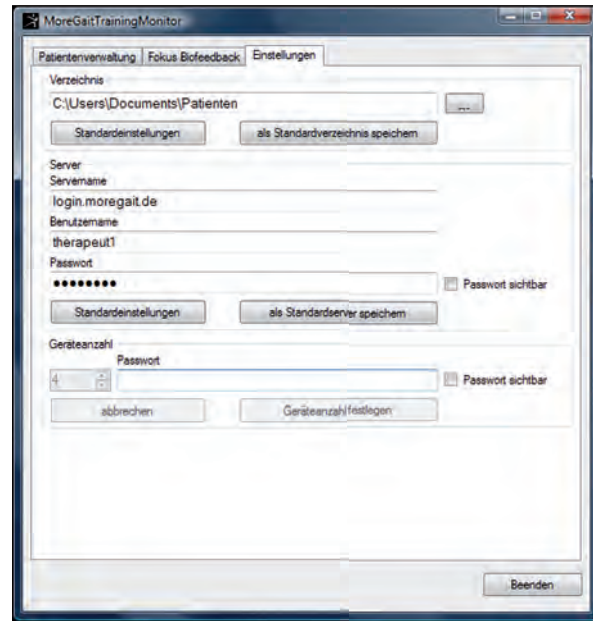 MoreGaitTrainingMonitor
Patientenverwaltung Fokus Biofeedback Einstellungen
Verzeichnis
C:\Users\Documents\Patienten ...
Standardeinstellungen als Standardverzeichnis speichern
Server
Servername
login.moregait.de
Benutzername
therapeut1
Passwort
●●●●●●●● Passwort sichtbar
Standardeinstellungen als Standardserver speichern
Geräteanzahl
Passwort
4 Passwort sichtbar
abbrechen Geräteanzahl festlegen
Beenden